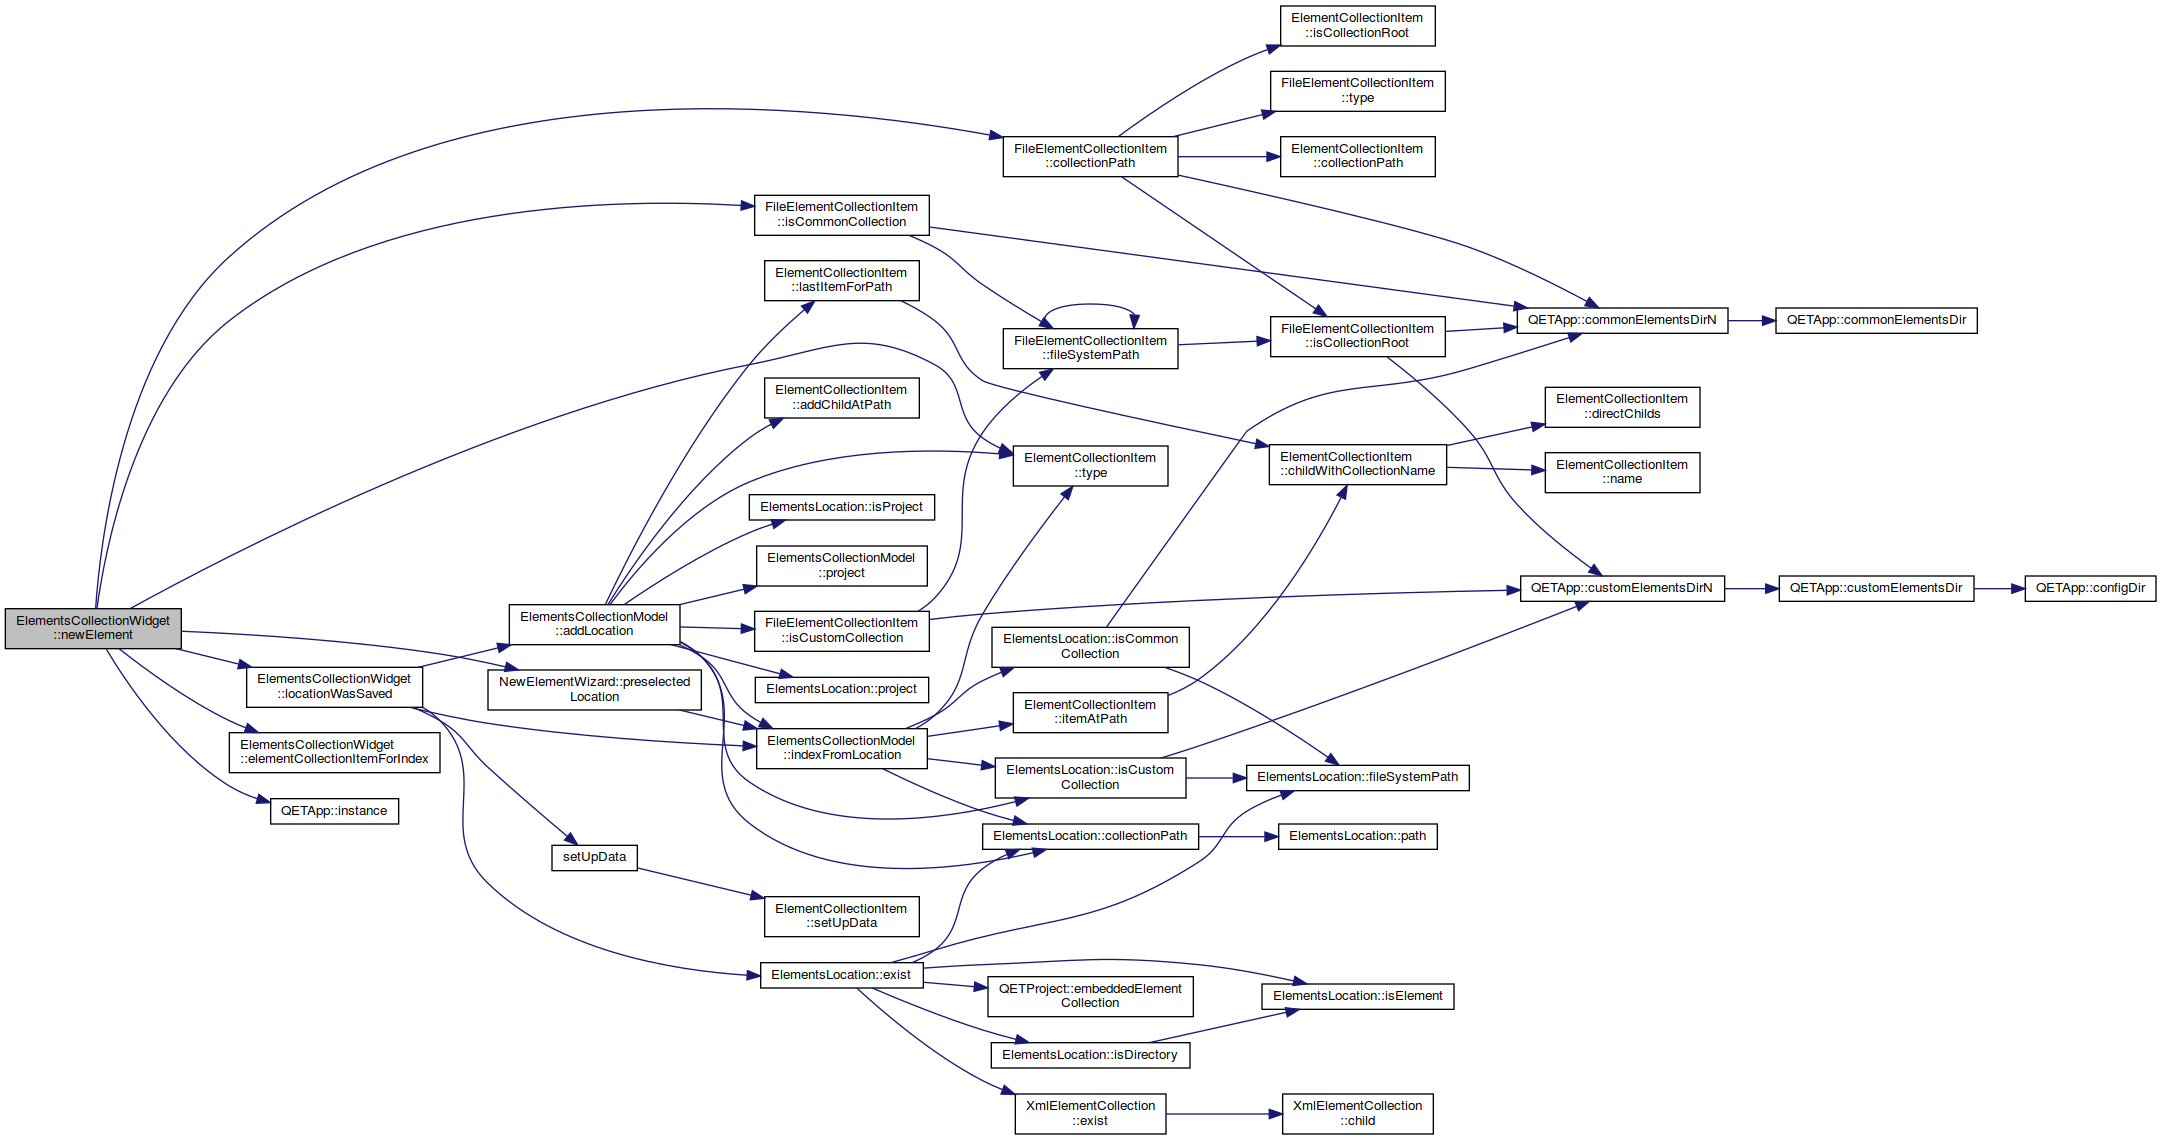 ElementCollectionItem
::isCollectionRoot
FileElementCollectionItem
::type
FileElementCollectionItem
::collectionPath
ElementCollectionItem
::collectionPath
FileElementCollectionItem
::isCommonCollection
ElementCollectionItem
::lastItemForPath
FileElementCollectionItem
::fileSystemPath
FileElementCollectionItem
::isCollectionRoot
QETApp::commonElementsDirN
QETApp::commonElementsDir
ElementCollectionItem
::addChildAtPath
ElementCollectionItem
::directChilds
ElementCollectionItem
::type
ElementCollectionItem
::childWithCollectionName
ElementCollectionItem
::name
ElementsLocation::isProject
ElementsCollectionModel
::project
QETApp::customElementsDirN
QETApp::customElementsDir
QETApp::configDir
ElementsCollectionWidget
::newElement
ElementsCollectionModel
::addLocation
FileElementCollectionItem
::isCustomCollection
ElementsLocation::isCommon
Collection
ElementsCollectionWidget
::locationWasSaved
NewElementWizard::preselected
Location
ElementsLocation::project
ElementCollectionItem
::itemAtPath
ElementsCollectionWidget
::elementCollectionItemForIndex
ElementsCollectionModel
::indexFromLocation
ElementsLocation::isCustom
Collection
ElementsLocation::fileSystemPath
QETApp::instance
ElementsLocation::collectionPath
ElementsLocation::path
setUpData
ElementCollectionItem
::setUpData
ElementsLocation::exist
QETProject::embeddedElement
Collection
ElementsLocation::isElement
ElementsLocation::isDirectory
XmlElementCollection
::exist
XmlElementCollection
::child